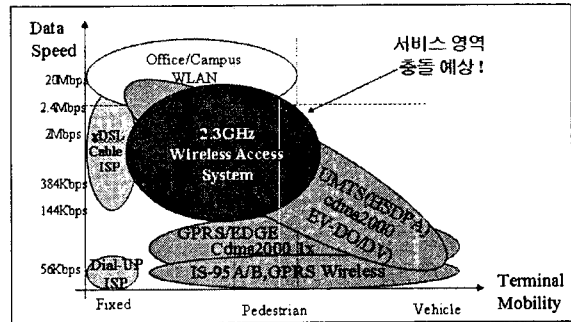 Data
Speed
서비스 영역
충돌 예상 !
Office/Campus
WLAN
20Mbps
2.4Mbps
2Mbps
384Kbps
144Kbps
56Kbps
xDSL
Cable
ISP
2.3GHz
Wireless Access
System
UMTS(HSDPA)
cdma2000
EV-DO/DV)
GPRS/EDGE
Cdma2000 1x
Dial-UP
ISP
IS-95 A/B,GPRS Wireless
Terminal
Mobility
Fixed
Pedestrian
Vehicle